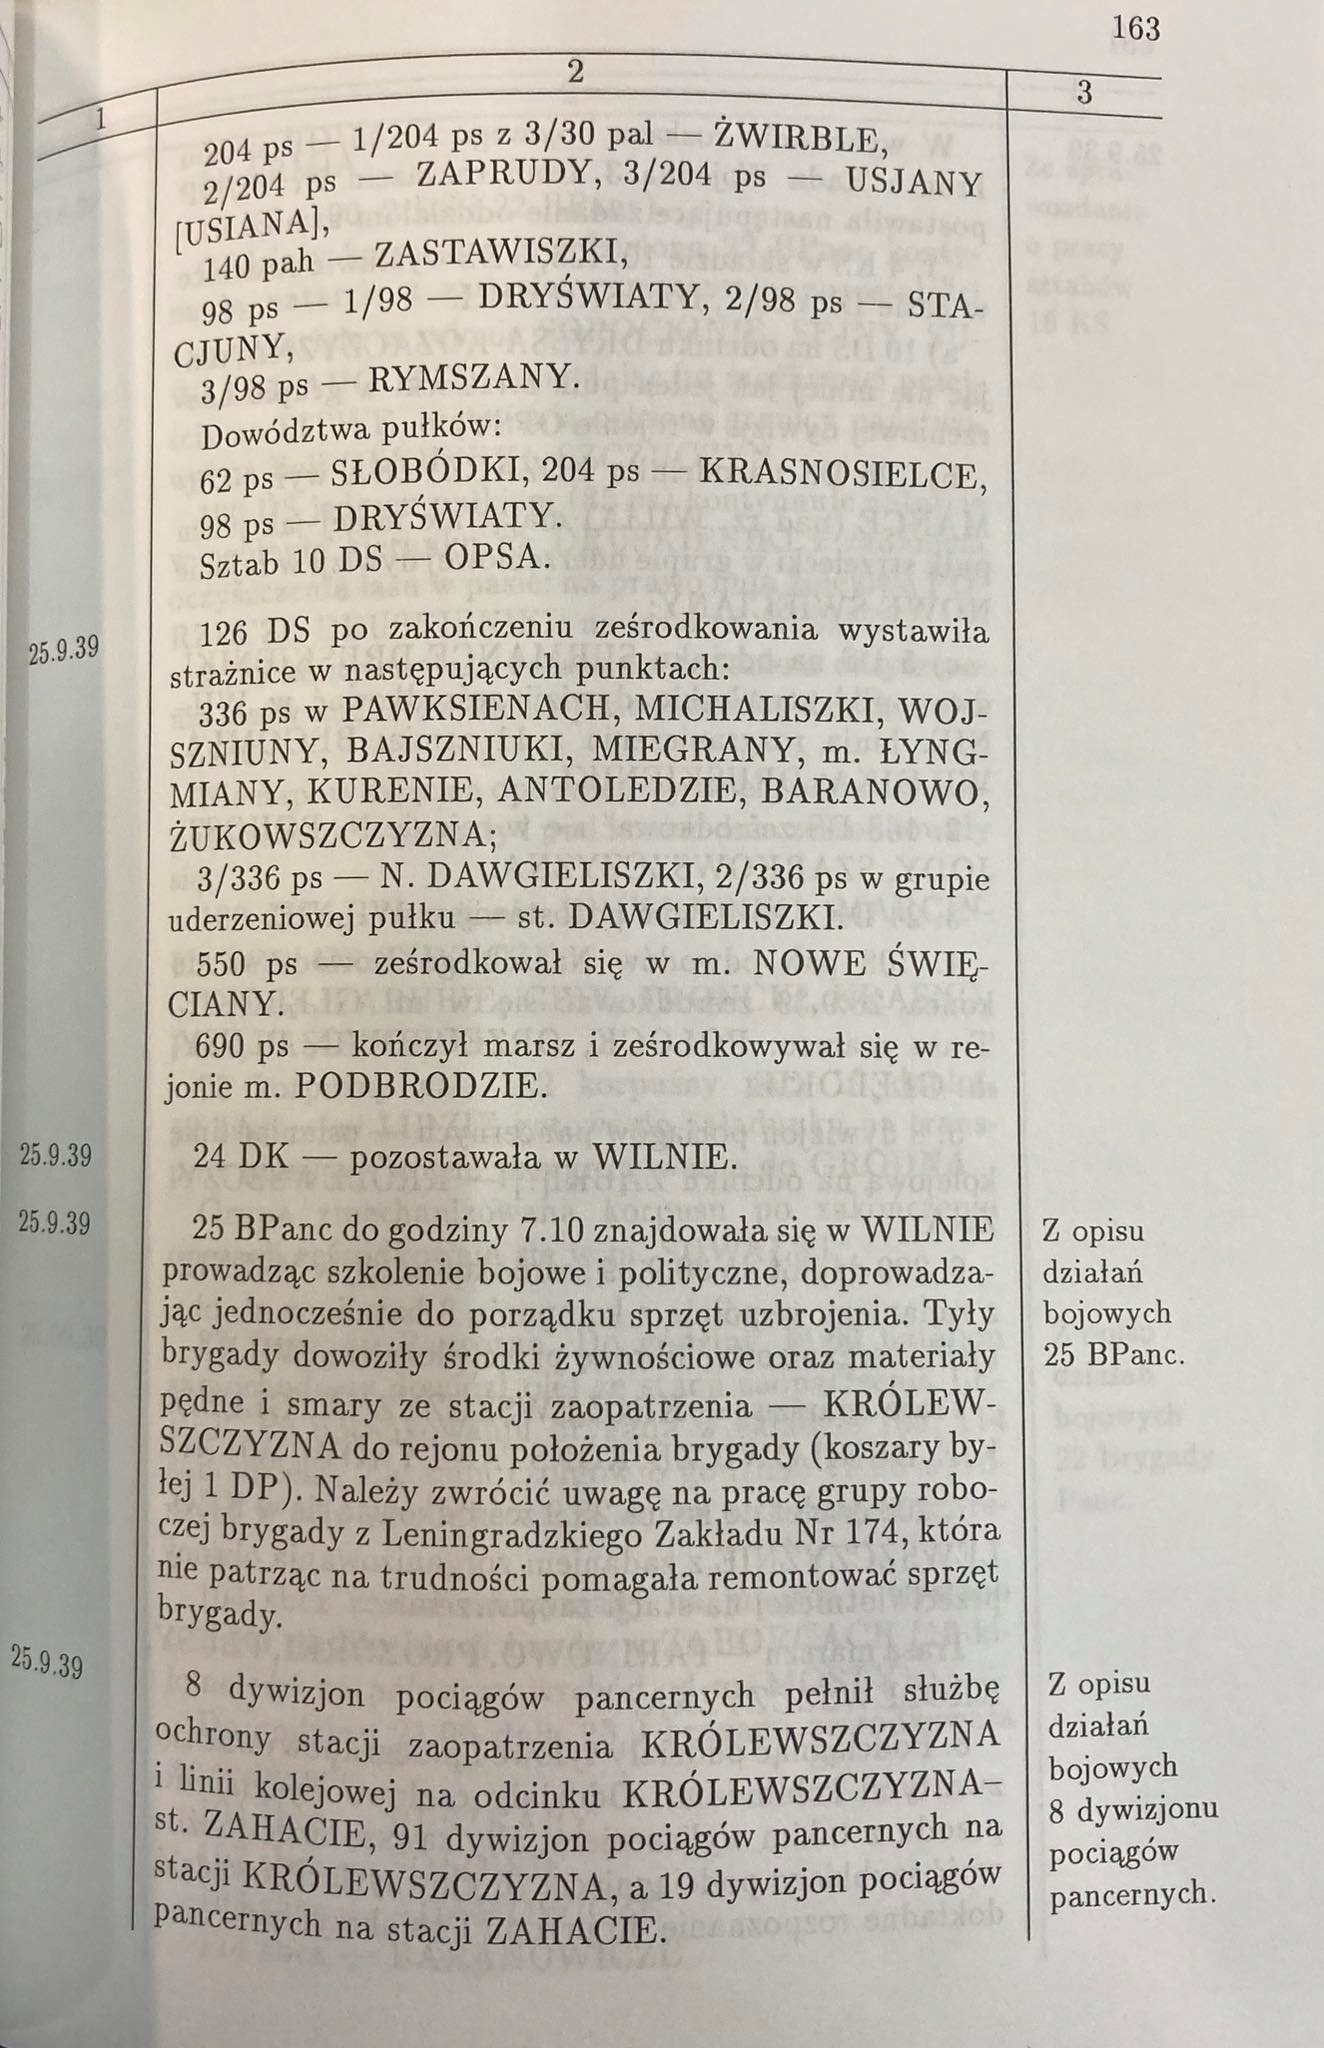 163
1
2
3
204 ps — 1/204 ps z 3/30 pal — ŻWIRBLE,
2/204 ps — ZAPRUDY, 3/204 ps — USJANY
[USIANA],
140 pah — ZASTAWISZKI,
98 ps — 1/98 — DRYŚWIATY, 2/98 ps — STA-
CJUNY,
3/98 ps — RYMSZANY.
Dowództwa pułków:
62 ps — SŁOBÓDKI, 204 ps — KRASNOSIELCE,
98 ps — DRYŚWIATY.
Sztab 10 DS — OPSA.
25.9.39
126 DS po zakończeniu ześrodkowania wystawiła
strażnice w następujących punktach:
336 ps w PAWKSIENACH, MICHALISZKI, WOJ-
SZNIUNY, BAJSZNIUKI, MIEGRANY, m. ŁYNG-
MIANY, KURENIE, ANTOLEDZIE, BARANOWO,
ŻUKOWSZCZYZNA;
3/336 ps — N. DAWGIELISZKI, 2/336 ps w grupie
uderzeniowej pułku — st. DAWGIELISZKI.
550 ps — ześrodkował się w m. NOWE ŚWIĘ-
CIANY.
690 ps — kończył marsz i ześrodkowywał się w re-
jonie m. PODBRODZIE.
25.9.39
24 DK — pozostawała w WILNIE.
25.9.39
25 BPanc do godziny 7.10 znajdowała się w WILNIE
prowadząc szkolenie bojowe i polityczne, doprowadza-
jąc jednocześnie do porządku sprzęt uzbrojenia. Tyły
brygady dowoziły środki żywnościowe oraz materiały
pędne i smary ze stacji zaopatrzenia — KRÓLEW-
SZCZYZNA do rejonu położenia brygady (koszary by-
łej 1 DP). Należy zwrócić uwagę na pracę grupy robo-
czej brygady z Leningradzkiego Zakładu Nr 174, która
nie patrząc na trudności pomagała remontować sprzęt
brygady.
Z opisu
działań
bojowych
25 BPanc.
25.9.39
8 dywizjon pociągów pancernych pełnił służbę
ochrony stacji zaopatrzenia KRÓLEWSZCZYZNA
i linii kolejowej na odcinku KRÓLEWSZCZYZNA–
st. ZAHACIE, 91 dywizjon pociągów pancernych na
stacji KRÓLEWSZCZYZNA, a 19 dywizjon pociągów
pancernych na stacji ZAHACIE.
Z opisu
działań
bojowych
8 dywizjonu
pociągów
pancernych.